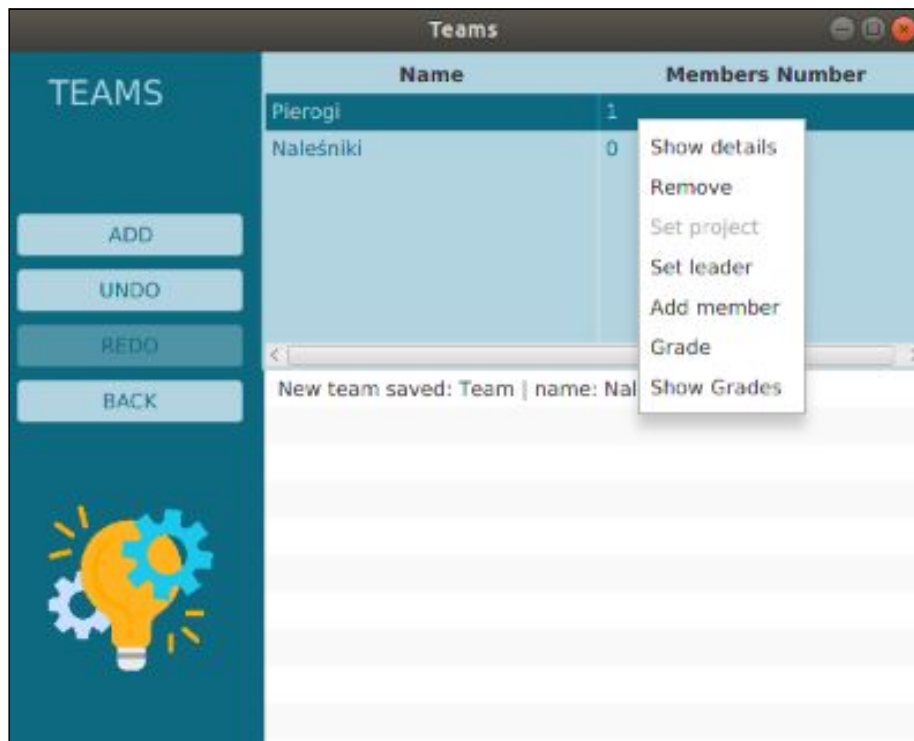 Teams
TEAMS
Name Members Number
Pierogi 1
Naleśniki 0
Show details
Remove
Set project
Set leader
Add member
Grade
Show Grades
ADD
UNDO
REDO
BACK
New team saved: Team | name: Nal